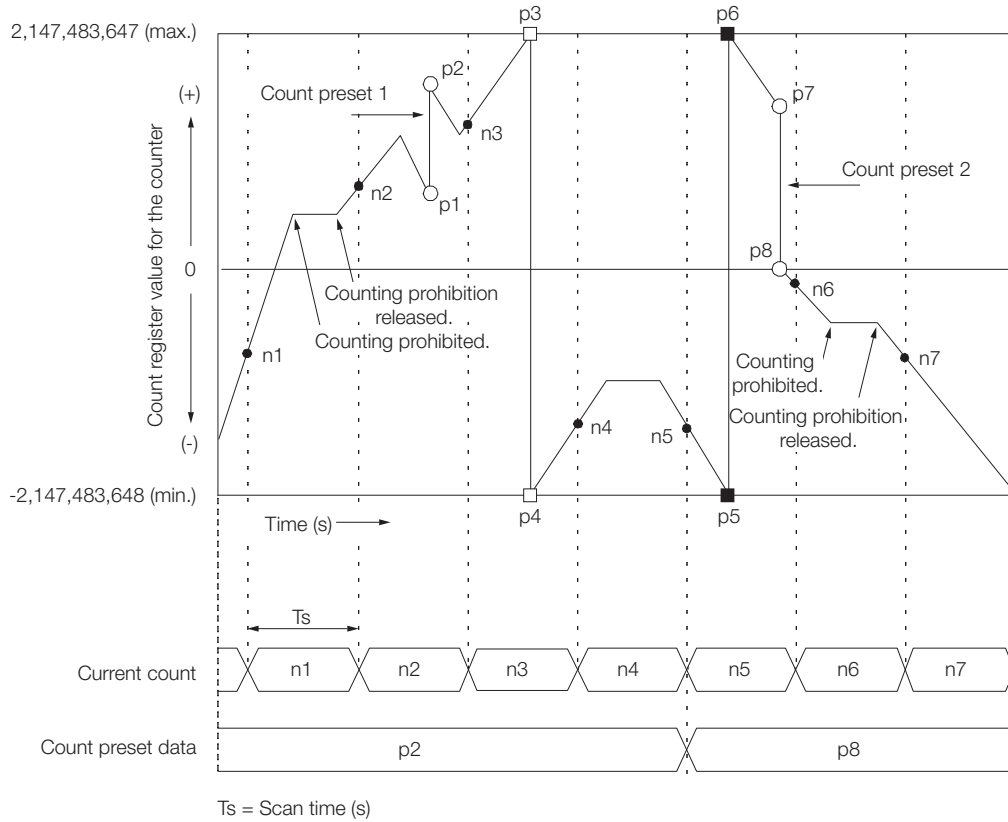 p3
p6
2,147,483,647 (max.)
p2
Count preset 1
p7
(+)
n3
Count preset 2
n2
p1
Count register value for the counter
p8
0
n6
Counting prohibition
released.
Counting prohibited.
n1
Counting
prohibited.
n7
Counting prohibition
released.
n4
n5
(-)
-2,147,483,648 (min.)
p4
p5
Time (s)
Ts
Current count
n1
n2
n3
n4
n5
n6
n7
Count preset data
p2
p8
Ts = Scan time (s)